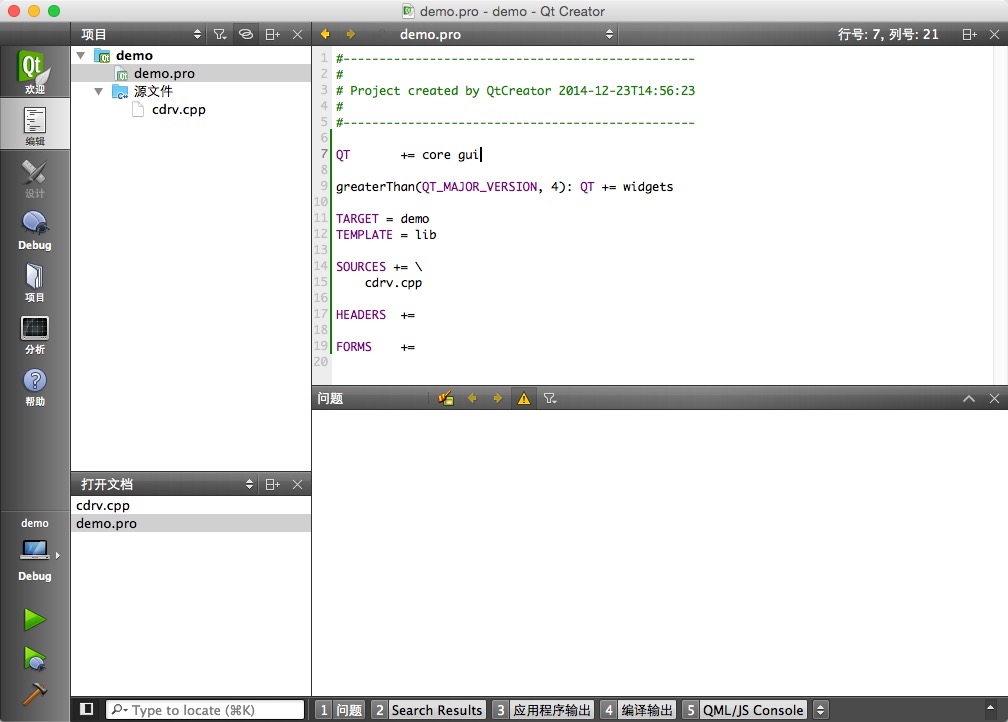 demo.pro - demo - Qt Creator
项目
demo.pro
行号: 7, 列号: 21
Qt
欢迎
编辑
设计
Debug
项目
分析
帮助
demo
Debug
demo
demo.pro
源文件
cdrv.cpp
1 #-------------------------------------------------
2 #
3 # Project created by QtCreator 2014-12-23T14:56:23
4 #
5 #-------------------------------------------------
6
7 QT       += core gui
8
9 greaterThan(QT_MAJOR_VERSION, 4): QT += widgets
10
11 TARGET = demo
12 TEMPLATE = lib
13
14 SOURCES += \
15     cdrv.cpp
16
17 HEADERS  +=
18
19 FORMS    +=
20
问题
打开文档
cdrv.cpp
demo.pro
Type to locate (⌘K)
1 问题 2 Search Results 3 应用程序输出 4 编译输出 5 QML/JS Console